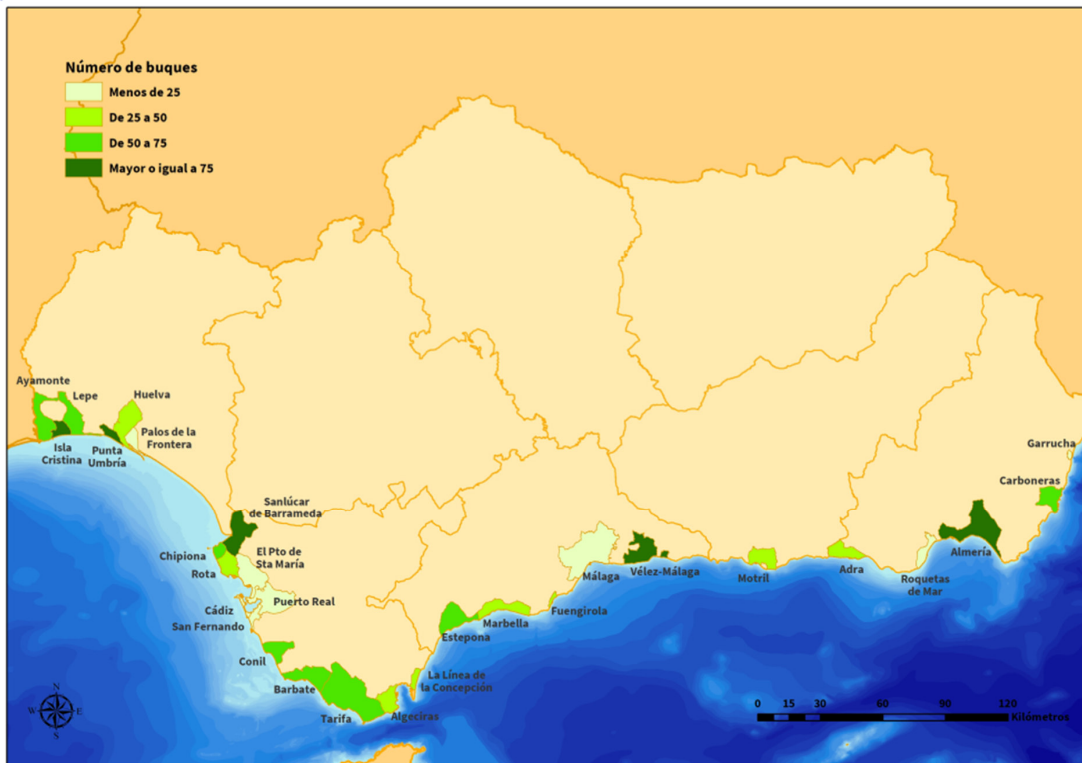 Número de buques
Menos de 25
De 25 a 50
De 50 a 75
Mayor o igual a 75
Ayamonte
Lepe
Huelva
Palos de la
Frontera
Isla
Cristina
Punta
Umbría
Garrucha
Carboneras
Sanlúcar
de Barrameda
Chipiona
El Pto de
Sta María
Rota
Almería
Málaga
Vélez-Málaga
Motril
Adra
Roquetas
de Mar
Cádiz
Puerto Real
Fuengirola
San Fernando
Marbella
Estepona
Conil
La Línea de
la Concepción
Barbate
Tarifa
Algeciras
N
W E
S
0 15 30 60 90 120
Kilómetros